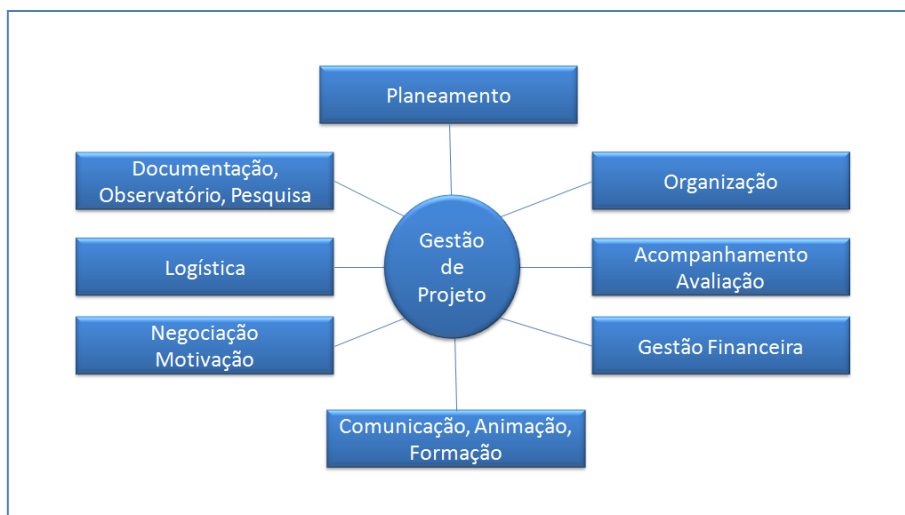 Planeamento
Documentação,
Observatório, Pesquisa
Organização
Gestão
de
Projeto
Logística
Acompanhamento
Avaliação
Negociação
Motivação
Gestão Financeira
Comunicação, Animação,
Formação